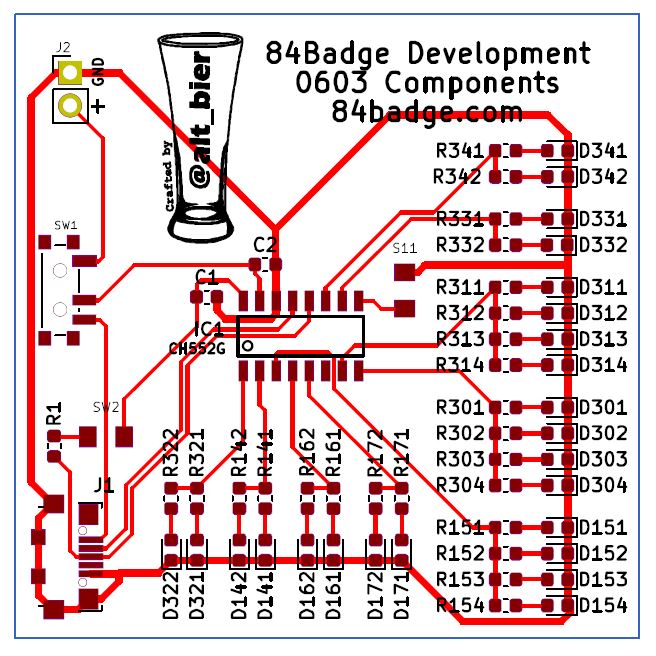 J2
GND
+
Crafted by
@alt_bier
84Badge Development
0603 Components
84badge.com
R341 D341
R342 D342
SW1
R331 D331
R332 D332
C2
S11
C1
R311 D311
R312 D312
IC1
CH552G
R313 D313
R314 D314
R1
SW2
R301 D301
R302 D302
R303 D303
R304 D304
R322 R321 R142 R141 R162 R161 R172 R171
J1
R151 D151
R152 D152
R153 D153
R154 D154
D322 D321 D142 D141 D162 D161 D172 D171